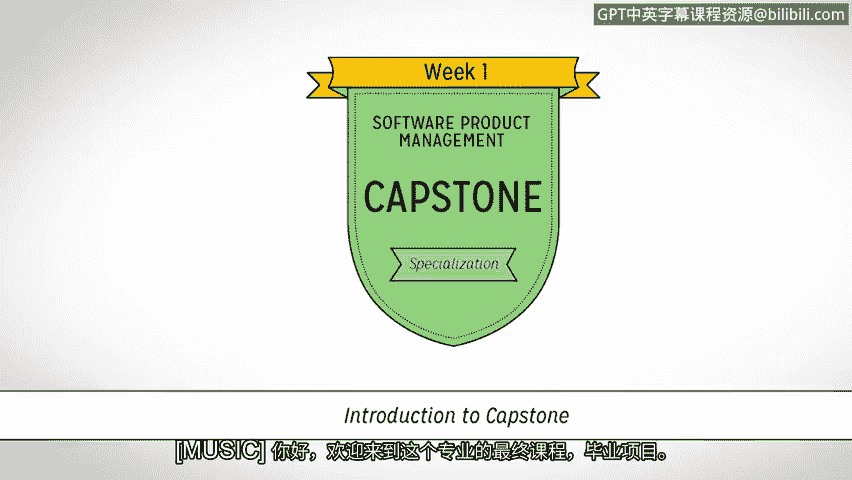 GPT中英字幕课程资源@bilibili.com
Week 1
SOFTWARE PRODUCT
MANAGEMENT
CAPSTONE
Specialization
Introduction to Capstone
[MUSIC] 你好，欢迎来到这个专业的最终课程，毕业项目。